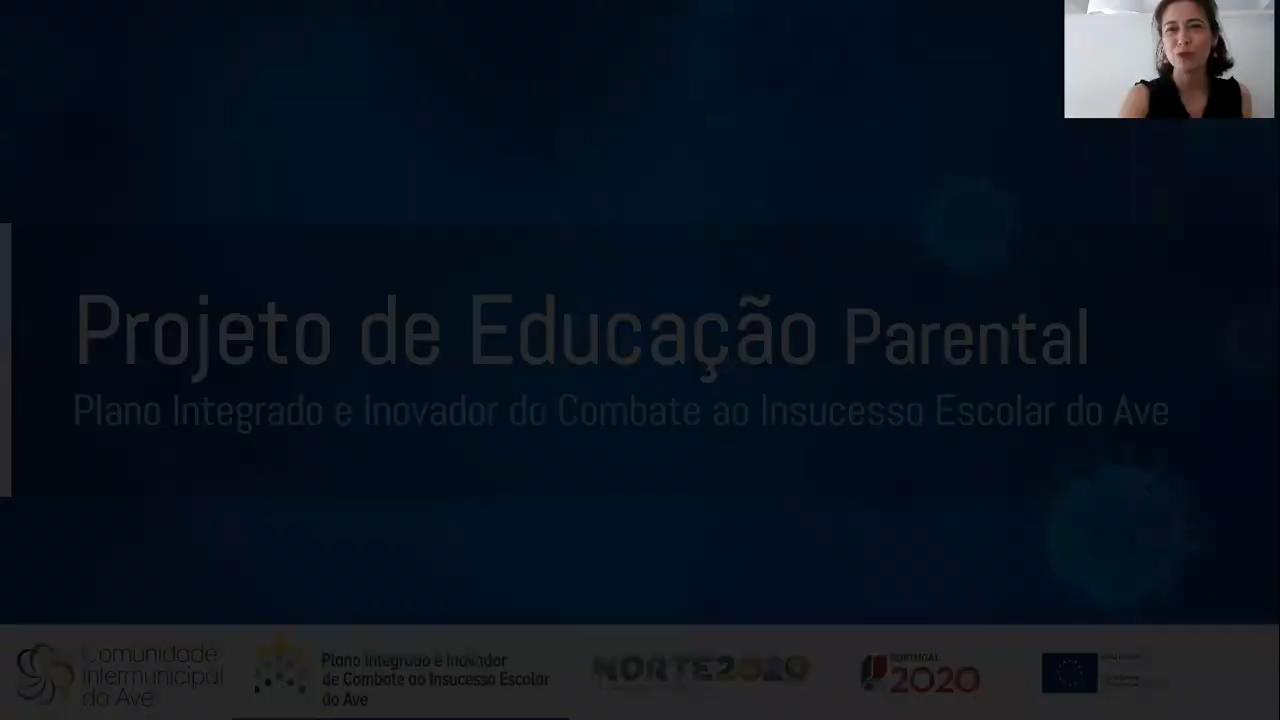 Projeto de Educação Parental
Plano Integrado e Inovador do Combate ao Insucesso Escolar do Ave
Comunidade
Intermunicipal
do Ave
Plano Integrado e Inovador
de Combate ao Insucesso Escolar
do Ave
NORTE2020
PORTUGAL
2020